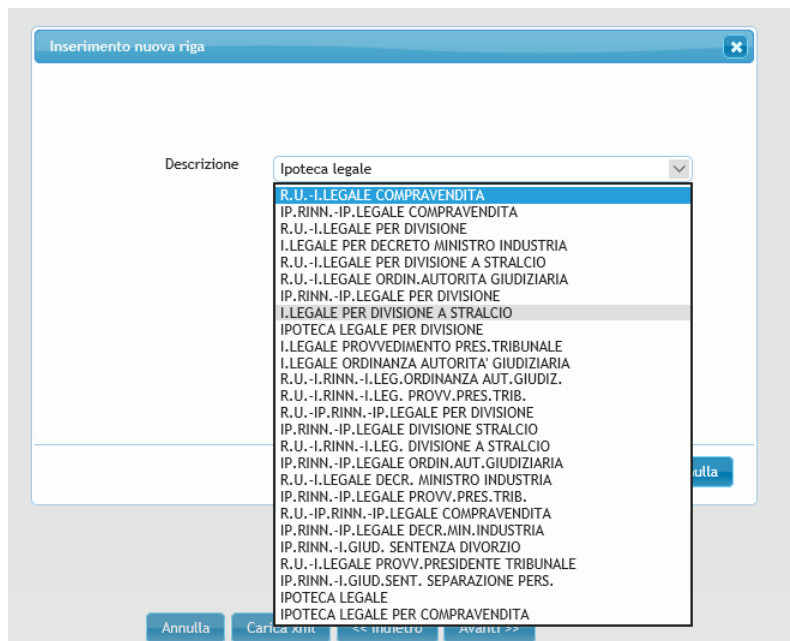 Inserimento nuova riga
Descrizione
Ipoteca legale
R.U.-I.LEGALE COMPRAVENDITA
IP.RINN.-IP.LEGALE COMPRAVENDITA
R.U.-I.LEGALE PER DIVISIONE
I.LEGALE PER DECRETO MINISTRO INDUSTRIA
R.U.-I.LEGALE PER DIVISIONE A STRALCIO
R.U.-I.LEGALE ORDIN.AUTORITA GIUDIZIARIA
IP.RINN.-IP.LEGALE PER DIVISIONE
I.LEGALE PER DIVISIONE A STRALCIO
IPOTECA LEGALE PER DIVISIONE
I.LEGALE PROVVEDIMENTO PRES.TRIBUNALE
I.LEGALE ORDINANZA AUTORITA' GIUDIZIARIA
R.U.-I.RINN.-I.LEG.ORDINANZA AUT.GIUDIZ.
R.U.-I.RINN.-I.LEG. PROVV.PRES.TRIB.
R.U.-IP.RINN.-IP.LEGALE PER DIVISIONE
IP.RINN.-IP.LEGALE DIVISIONE STRALCIO
R.U.-I.RINN.-I.LEG. DIVISIONE A STRALCIO
IP.RINN.-IP.LEGALE ORDIN.AUT.GIUDIZIARIA
R.U.-I.LEGALE DECR. MINISTRO INDUSTRIA
IP.RINN.-IP.LEGALE PROVV.PRES.TRIB.
R.U.-IP.RINN.-IP.LEGALE COMPRAVENDITA
IP.RINN.-IP.LEGALE DECR.MIN.INDUSTRIA
IP.RINN.-I.GIUD. SENTENZA DIVORZIO
R.U.-I.LEGALE PROVV.PRESIDENTE TRIBUNALE
IP.RINN.-I.GIUD.SENT. SEPARAZIONE PERS.
IPOTECA LEGALE
IPOTECA LEGALE PER COMPRAVENDITA
ulla
Annulla Carica xml << Indietro Avanti >>